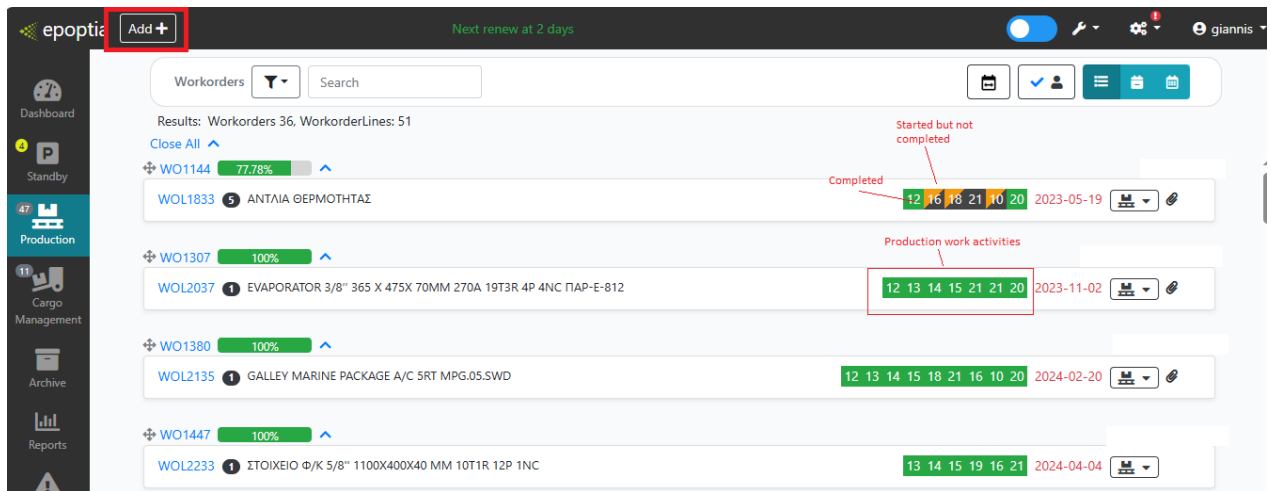 epoptia Add + Next renew at 2 days giannis
Workorders Search
Dashboard
Results: Workorders 36, WorkorderLines: 51
Close All
Started but not
completed
4 P
Standby
WO1144 77.78%
Completed
WOL1833 5 ΑΝΤΛΙΑ ΘΕΡΜΟΤΗΤΑΣ 12 16 18 21 10 20 2023-05-19
47
Production
Production work activities
WO1307 100%
WOL2037 1 EVAPORATOR 3/8'' 365 X 475X 70MM 270A 19T3R 4P 4NC ΠΑΡ-Ε-812 12 13 14 15 21 21 20 2023-11-02
11
Cargo
Management
WO1380 100%
WOL2135 1 GALLEY MARINE PACKAGE A/C 5RT MPG.05.SWD 12 13 14 15 18 21 16 10 20 2024-02-20
Archive
WO1447 100%
Reports
WOL2233 1 ΣΤΟΙΧΕΙΟ Φ/Κ 5/8'' 1100X400X40 MM 10T1R 12P 1NC 13 14 15 19 16 21 2024-04-04